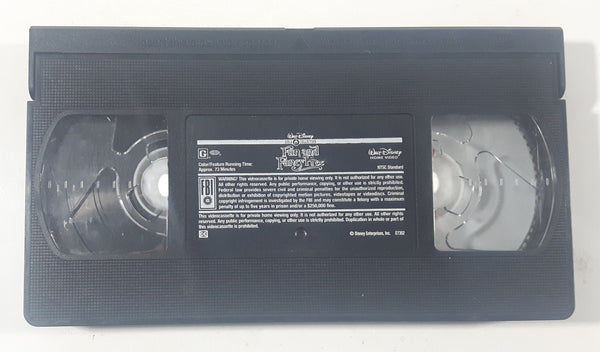 Walt Disney
Fun and
Fancy Free
G
WALT DISNEY
HOME VIDEO
Color/Feature Running Time:
Approx. 73 Minutes
NTSC Standard
FBI
WARNING! This videocassette is for private home viewing only. It is not authorized for any other use.
All other rights reserved. Any public performance, copying, or other use is strictly prohibited.
Federal law provides severe civil and criminal penalties for the unauthorized reproduction,
distribution or exhibition of copyrighted motion pictures, videotapes or videodiscs. Criminal
copyright infringement is investigated by the FBI and may constitute a felony with a maximum
penalty of up to five years in prison and/or a $250,000 fine.
This videocassette is for private home viewing only. It is not authorized for any other use. All other rights reserved.
Any public performance, copying, or other use is strictly prohibited. Duplication in whole or part of
this videocassette is prohibited.
© Disney Enterprises, Inc.